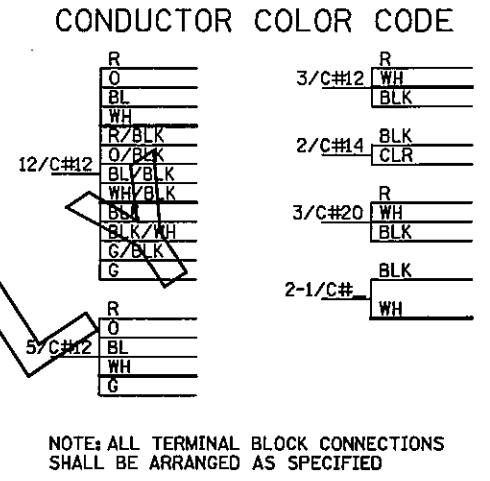 CONDUCTOR COLOR CODE
12/C#12
R
O
BL
WH
R/BLK
O/BLK
BL/BLK
WH/BLK
BLK/WH
G/BLK
G
5/C#12
R
O
BL
WH
G
3/C#12
R
WH
BLK
2/C#14
BLK
CLR
3/C#20
R
WH
BLK
2-1/C#_
BLK
WH
NOTE: ALL TERMINAL BLOCK CONNECTIONS
SHALL BE ARRANGED AS SPECIFIED